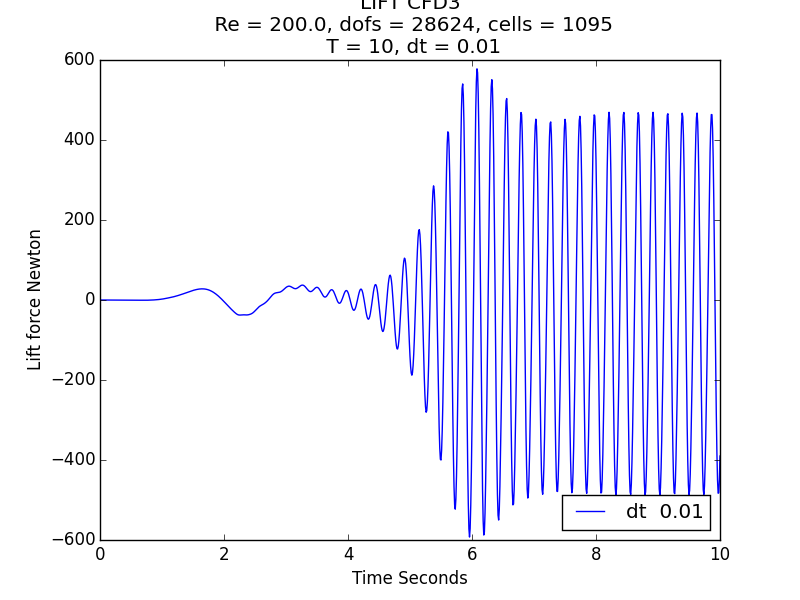 LIFT CFD3
Re = 200.0, dofs = 28624, cells = 1095
T = 10, dt = 0.01
600
400
200
0
−200
−400
−600
Lift force Newton
dt 0.01
0 2 4 6 8 10
Time Seconds